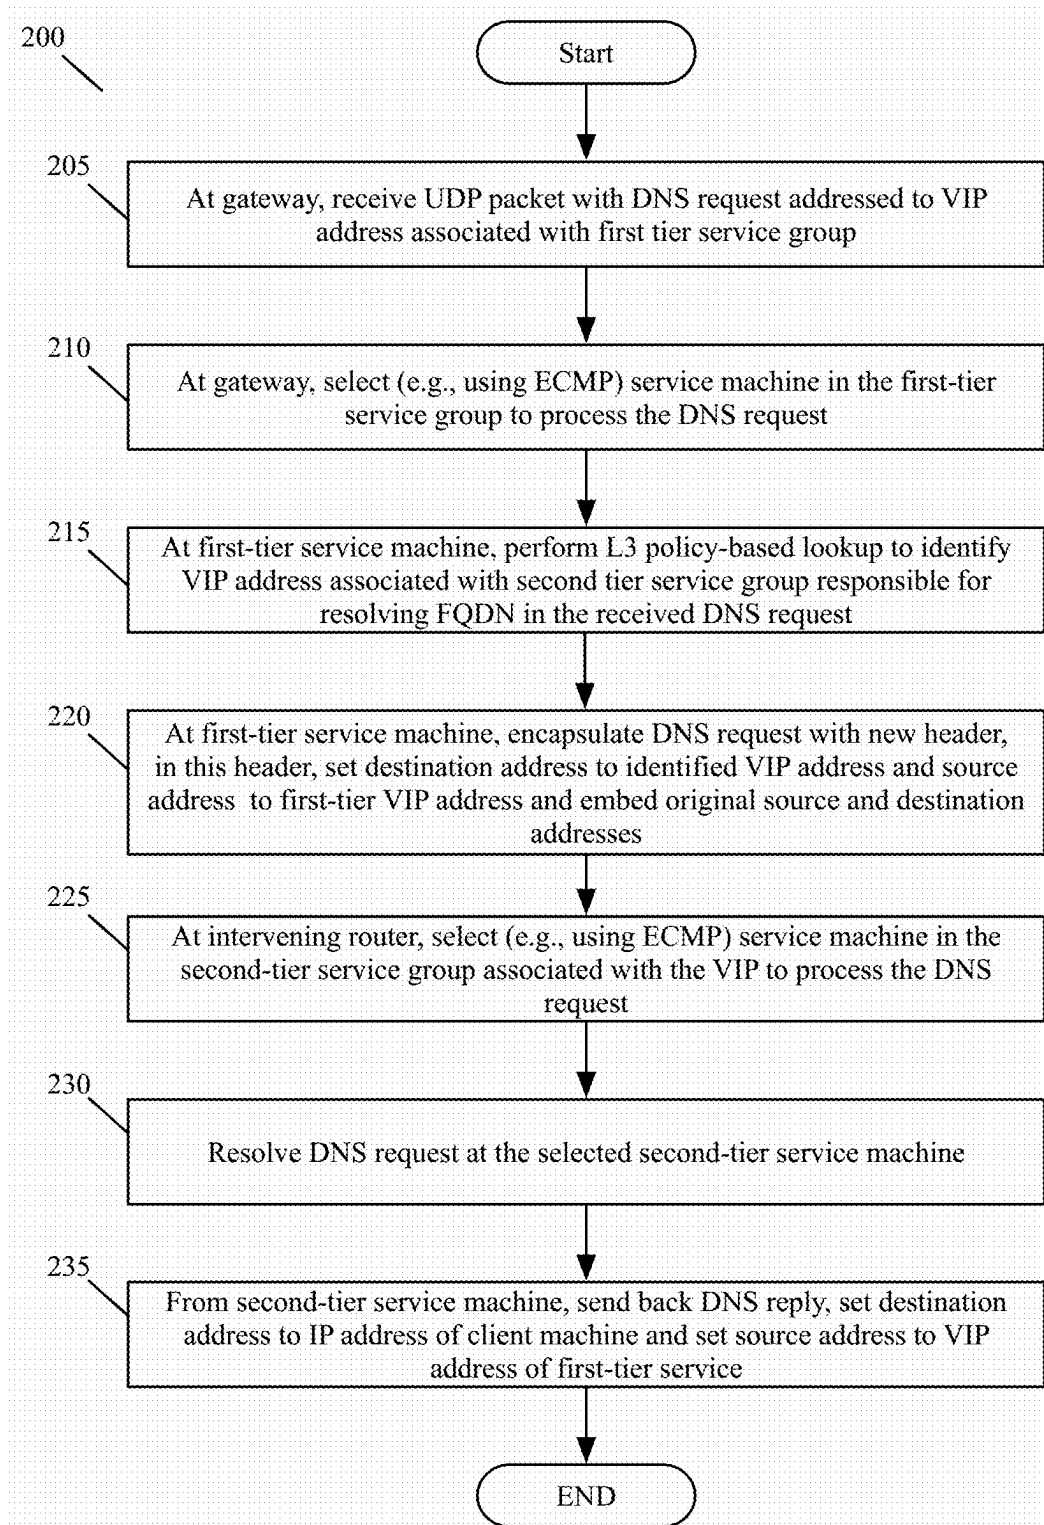 200
Start
205
At gateway, receive UDP packet with DNS request addressed to VIP
address associated with first tier service group
210
At gateway, select (e.g., using ECMP) service machine in the first-tier
service group to process the DNS request
215
At first-tier service machine, perform L3 policy-based lookup to identify
VIP address associated with second tier service group responsible for
resolving FQDN in the received DNS request
220
At first-tier service machine, encapsulate DNS request with new header,
in this header, set destination address to identified VIP address and source
address to first-tier VIP address and embed original source and destination
addresses
225
At intervening router, select (e.g., using ECMP) service machine in the
second-tier service group associated with the VIP to process the DNS
request
230
Resolve DNS request at the selected second-tier service machine
235
From second-tier service machine, send back DNS reply, set destination
address to IP address of client machine and set source address to VIP
address of first-tier service
END